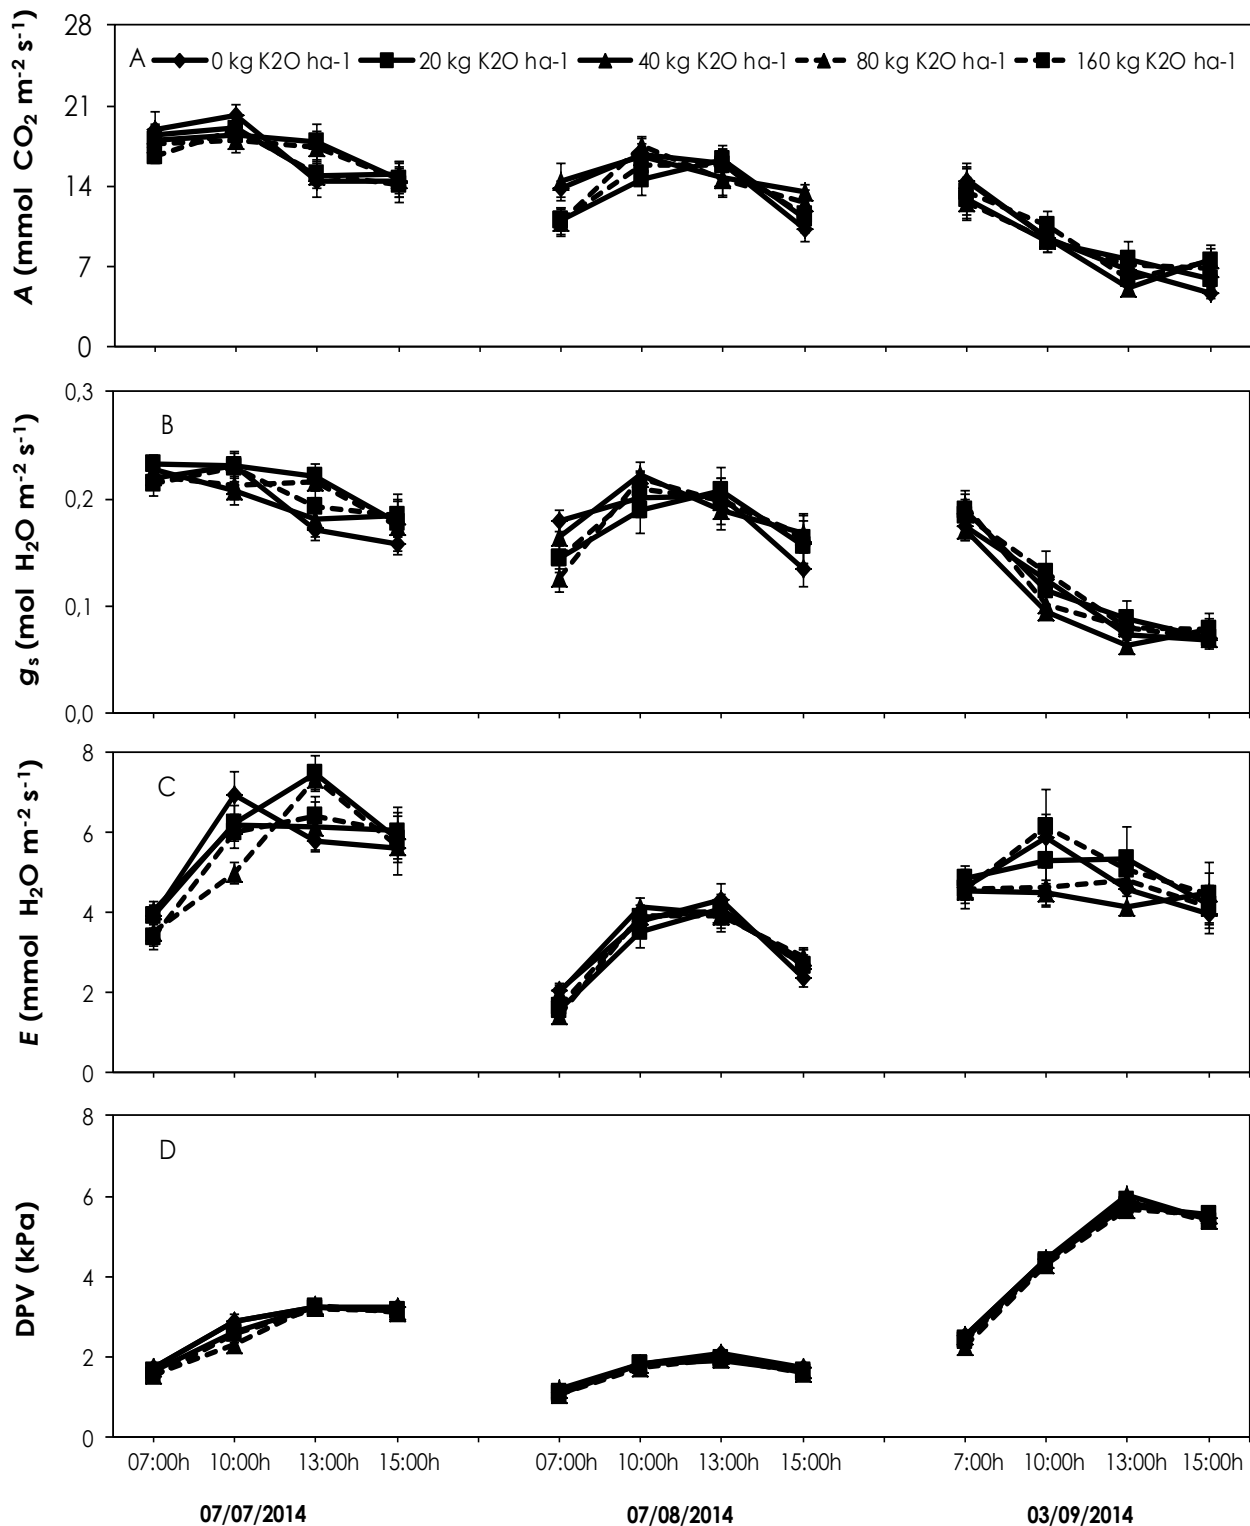 28
A 0 kg K2O ha-1 20 kg K2O ha-1 40 kg K2O ha-1 80 kg K2O ha-1 160 kg K2O ha-1
21
14
7
0
A (mmol CO₂ m⁻² s⁻¹)
0,3
B
0,2
0,1
0,0
gₛ (mol H₂O m⁻² s⁻¹)
8
C
6
4
2
0
E (mmol H₂O m⁻² s⁻¹)
8
D
6
4
2
0
DPV (kPa)
07:00h 10:00h 13:00h 15:00h 07:00h 10:00h 13:00h 15:00h 7:00h 10:00h 13:00h 15:00h
07/07/2014 07/08/2014 03/09/2014